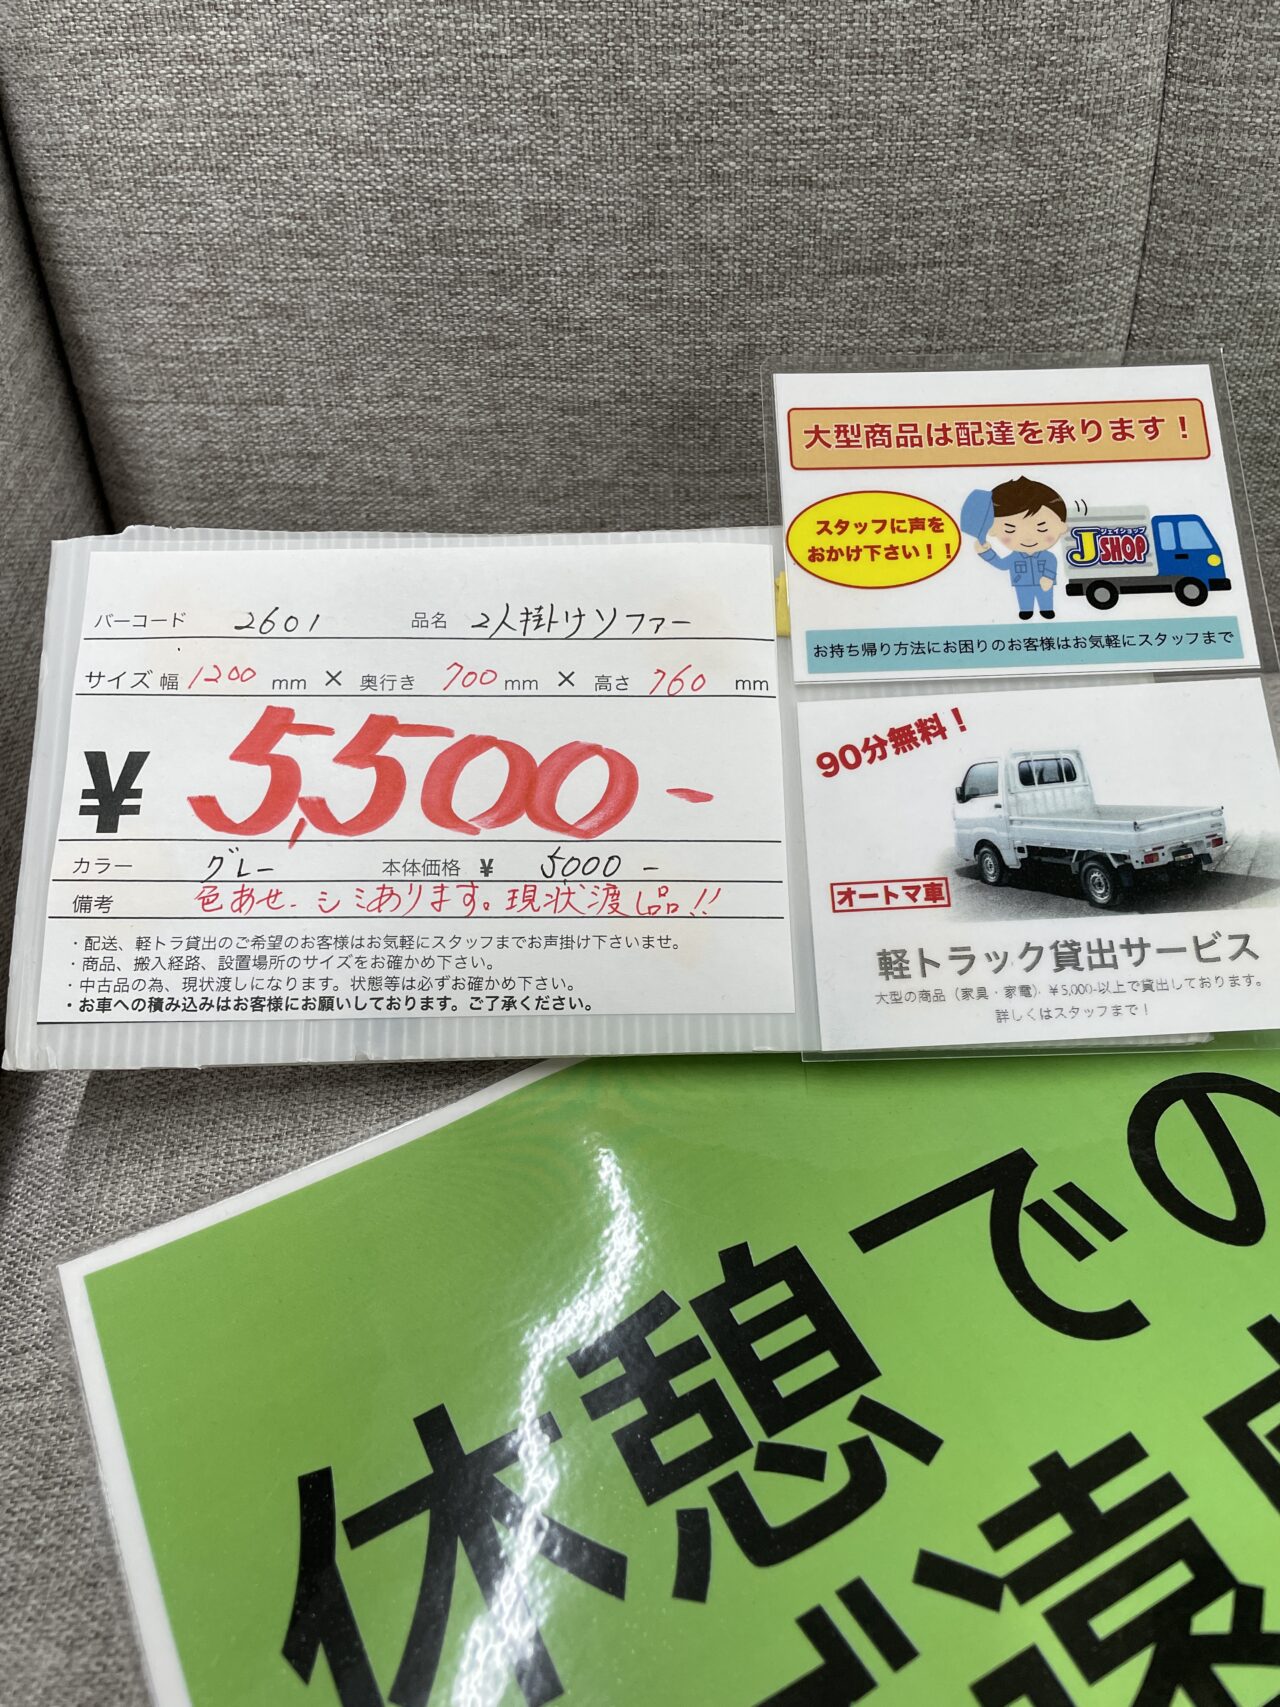 バーコード 2601 品名 2人掛けソファー
サイズ 幅 1200 mm × 奥行き 700 mm × 高さ 760 mm
¥ 5,500-
カラー グレー 本体価格 ¥ 5,000-
備考 色あせ、シミあります。現状渡し品!!
・配送、軽トラ貸出のご希望のお客様はお気軽にスタッフまでお声掛け下さいませ。
・商品、搬入経路、設置場所のサイズをお確かめ下さい。
・中古品の為、現状渡しになります。状態等は必ずお確かめ下さい。
・お車への積み込みはお客様にお願いしております。ご了承ください。
大型商品は配達を承ります！
スタッフに声を
おかけ下さい！！
ジェイショップ
J SHOP
お持ち帰り方法にお困りのお客様はお気軽にスタッフまで
90分無料！
オートマ車
軽トラック貸出サービス
大型の商品（家具・家電）¥5,000-以上で貸出しております。
詳しくはスタッフまで！
休憩での
ご遠